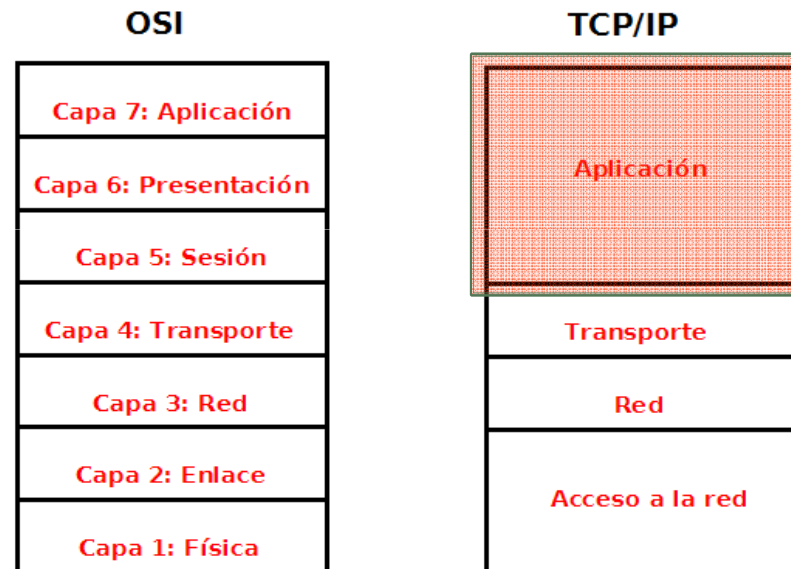 OSI
TCP/IP
Capa 7: Aplicación
Capa 6: Presentación
Capa 5: Sesión
Capa 4: Transporte
Capa 3: Red
Capa 2: Enlace
Capa 1: Física
Aplicación
Transporte
Red
Acceso a la red